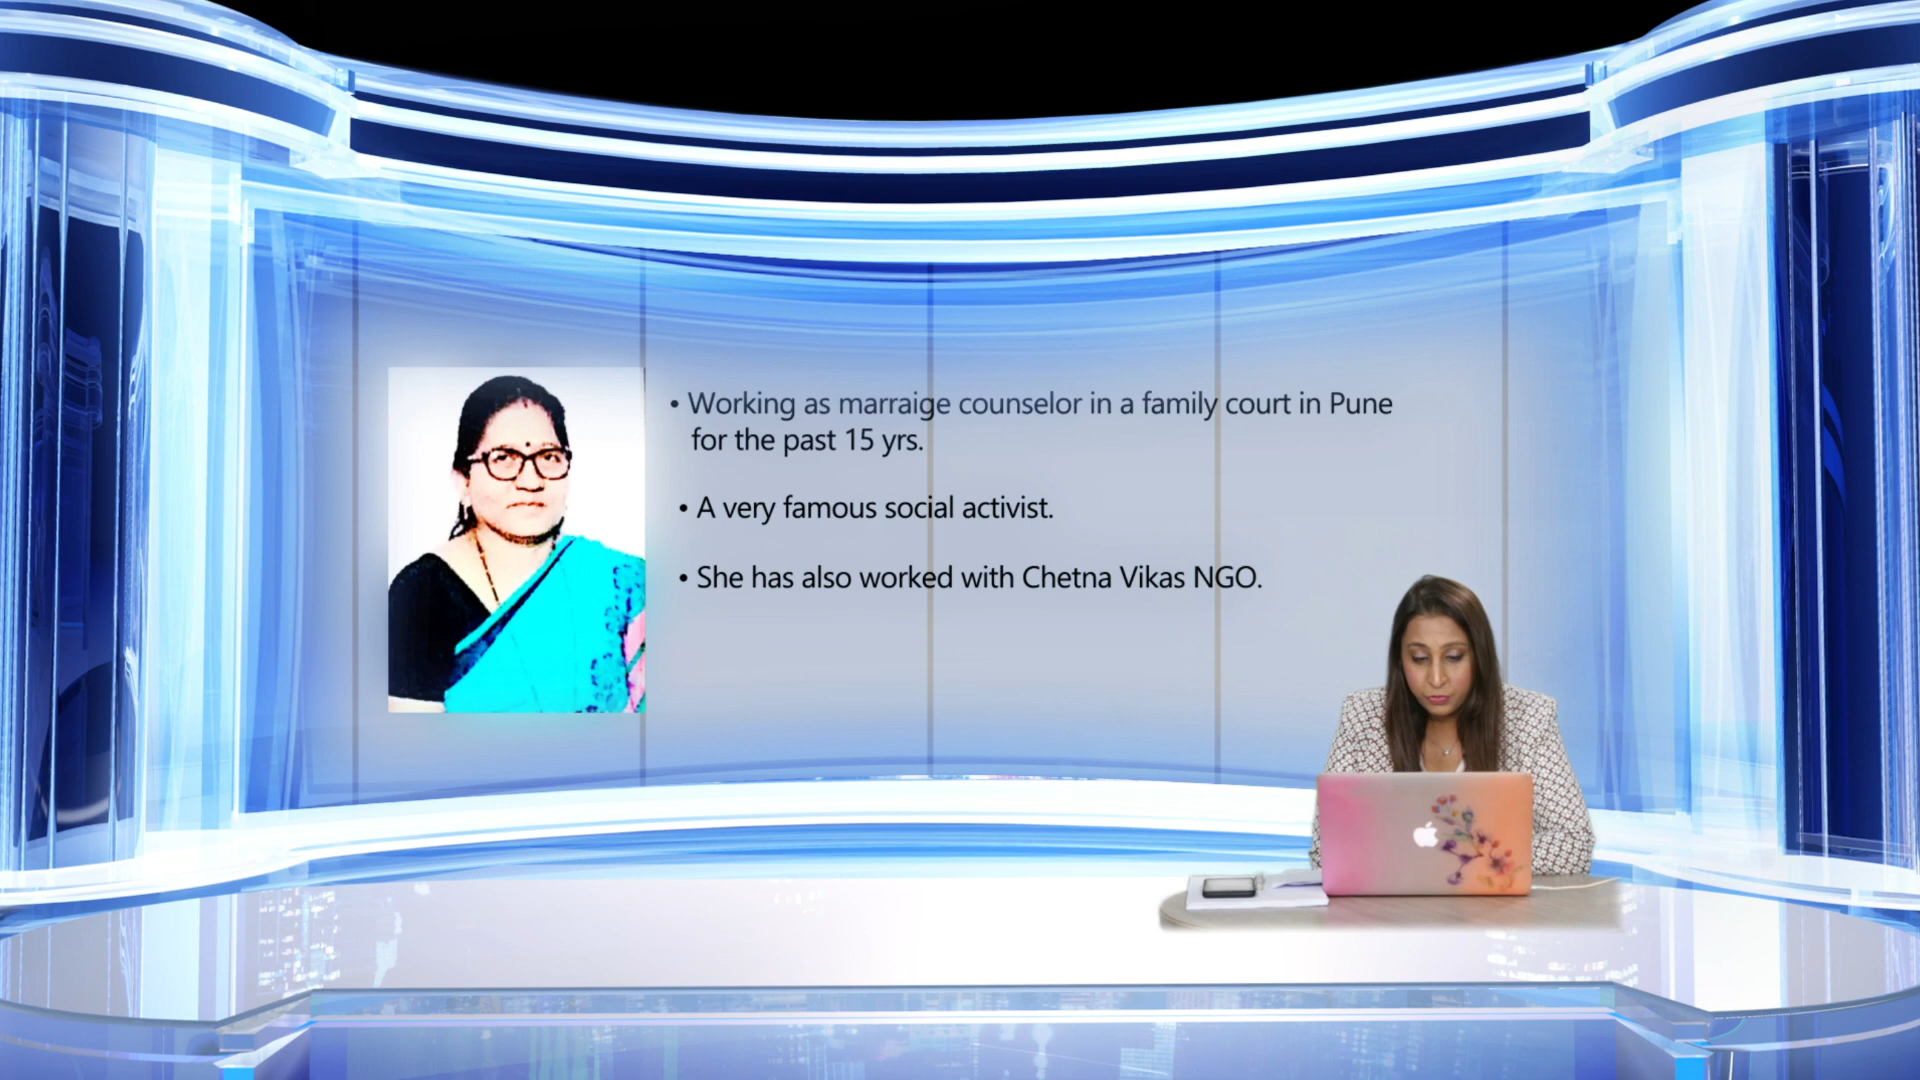 • Working as marraige counselor in a family court in Pune
for the past 15 yrs.
• A very famous social activist.
• She has also worked with Chetna Vikas NGO.